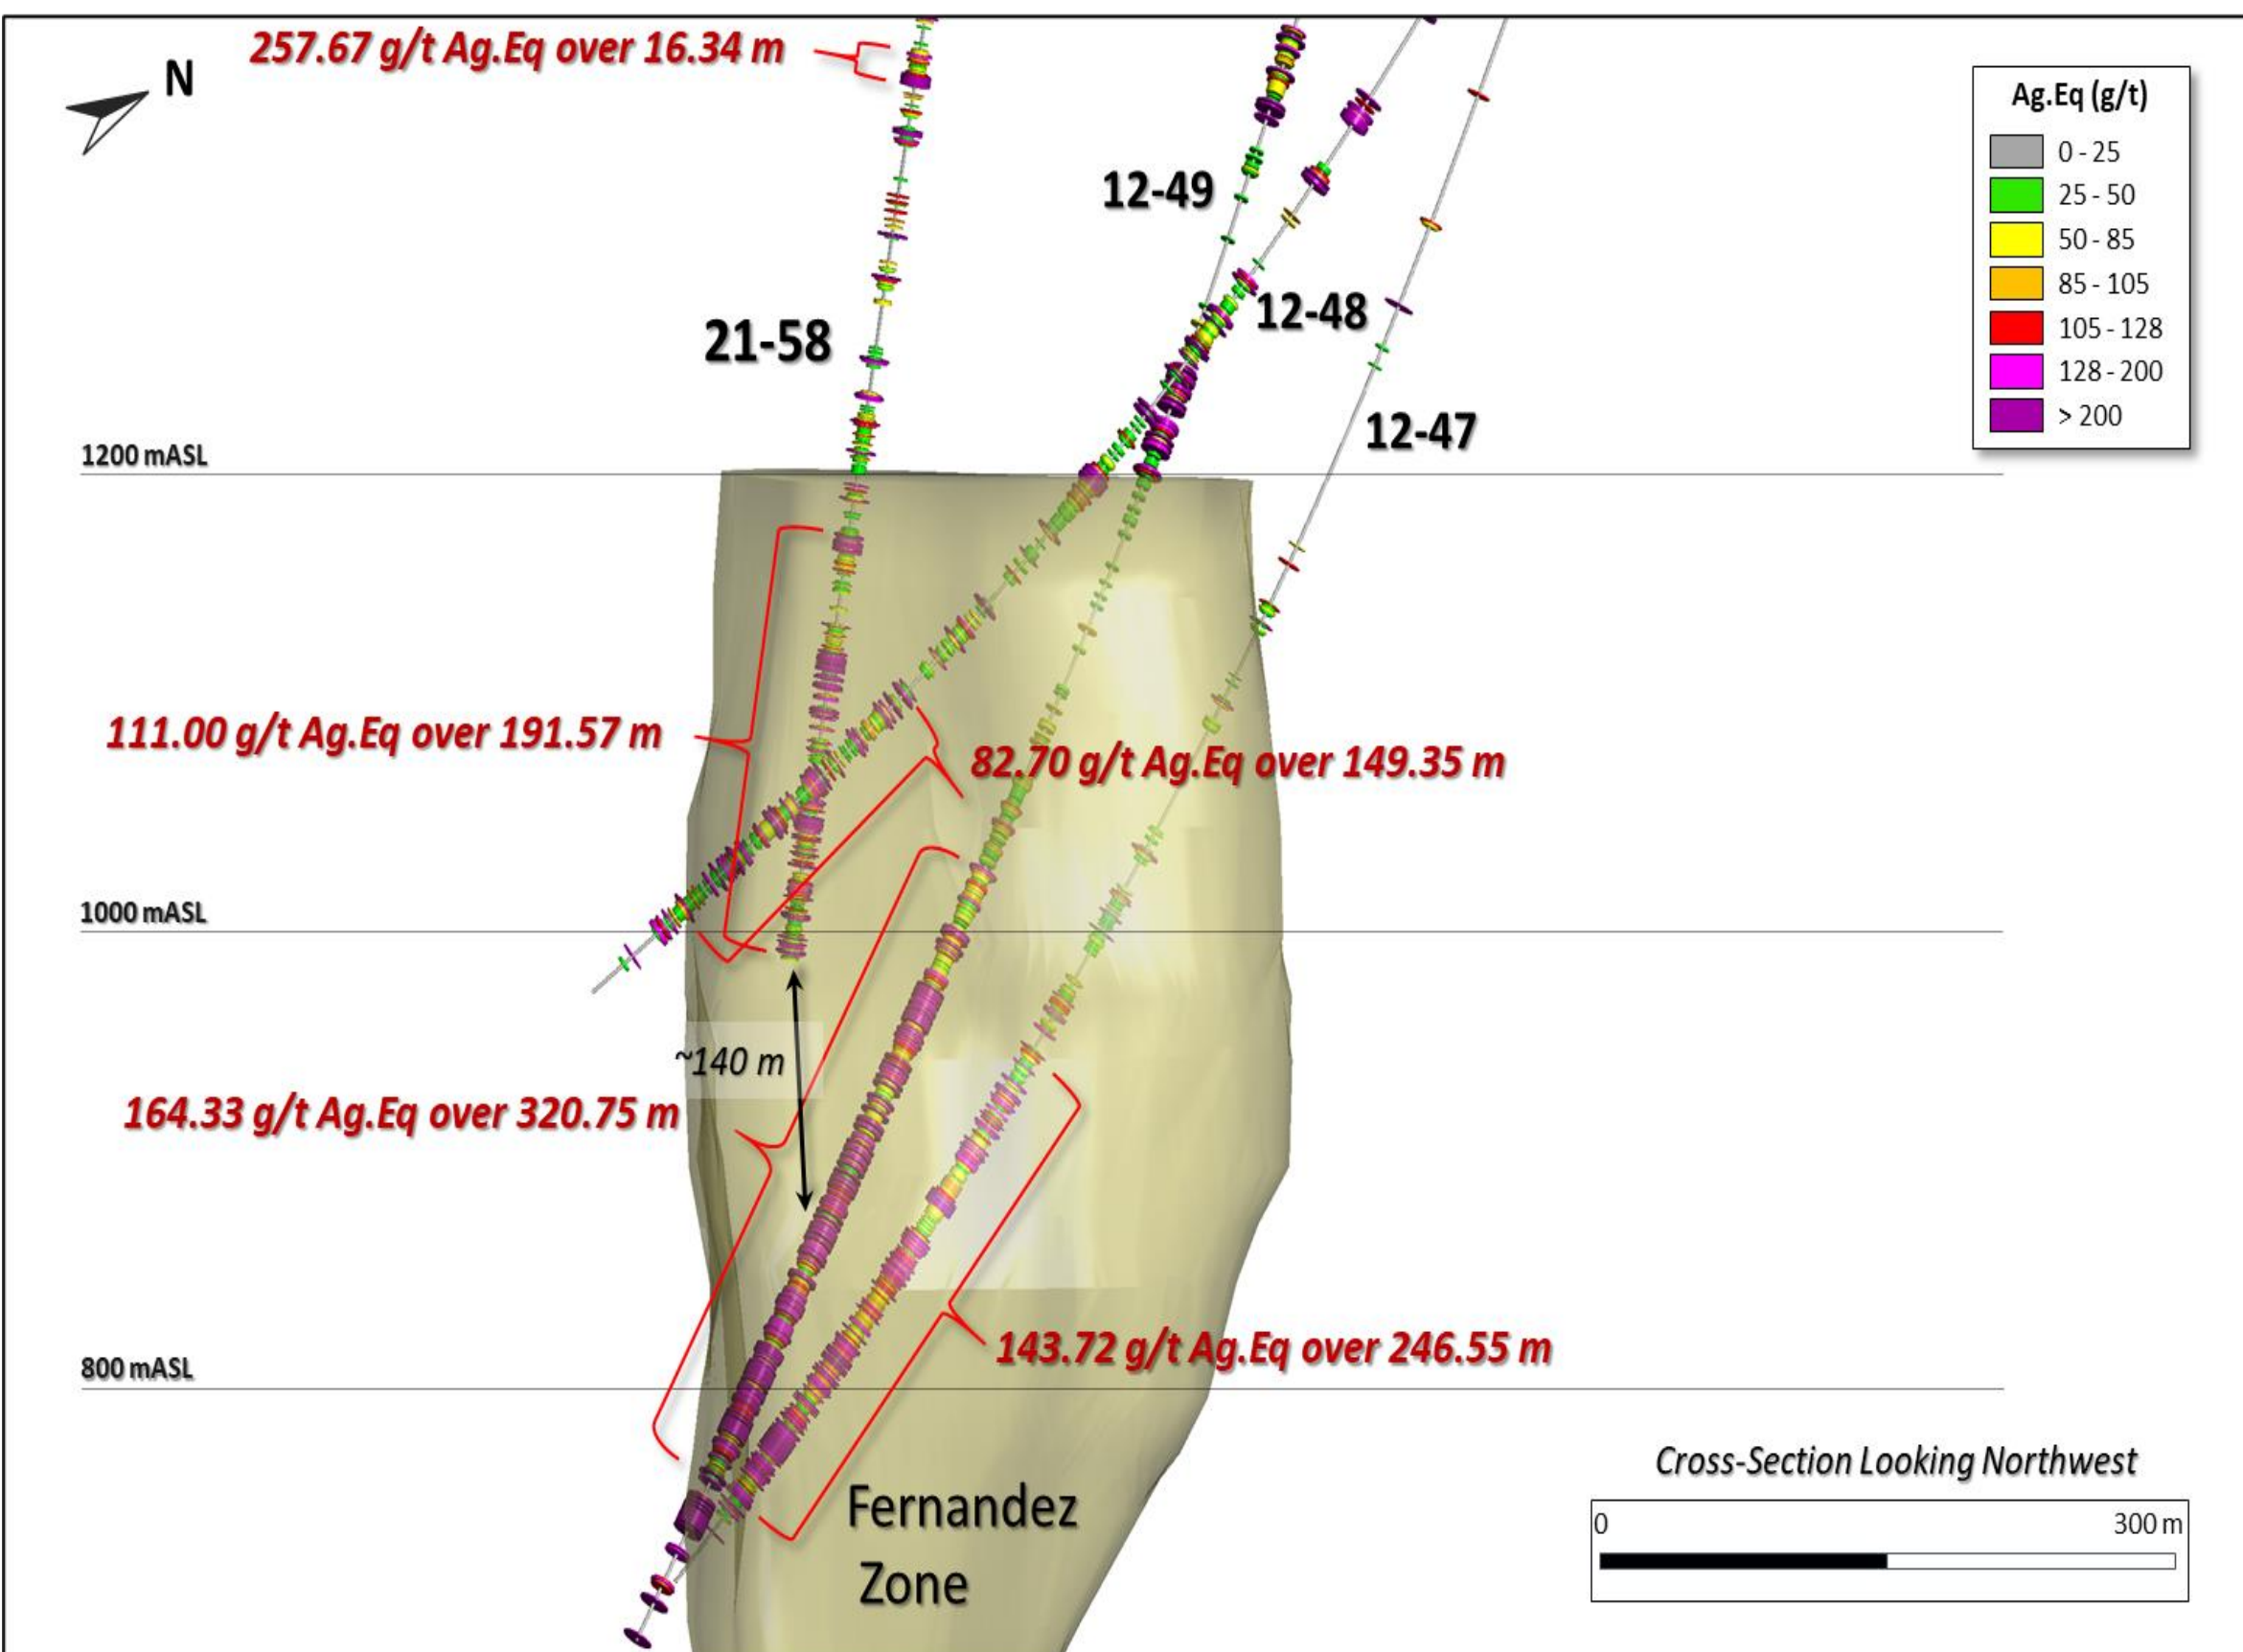 257.67 g/t Ag.Eq over 16.34 m
N
Ag.Eq (g/t)
0 - 25
25 - 50
50 - 85
85 - 105
105 - 128
128 - 200
> 200
12-49
12-48
21-58
12-47
1200 mASL
111.00 g/t Ag.Eq over 191.57 m
82.70 g/t Ag.Eq over 149.35 m
1000 mASL
~140 m
164.33 g/t Ag.Eq over 320.75 m
143.72 g/t Ag.Eq over 246.55 m
800 mASL
Fernandez
Zone
Cross-Section Looking Northwest
0 300 m